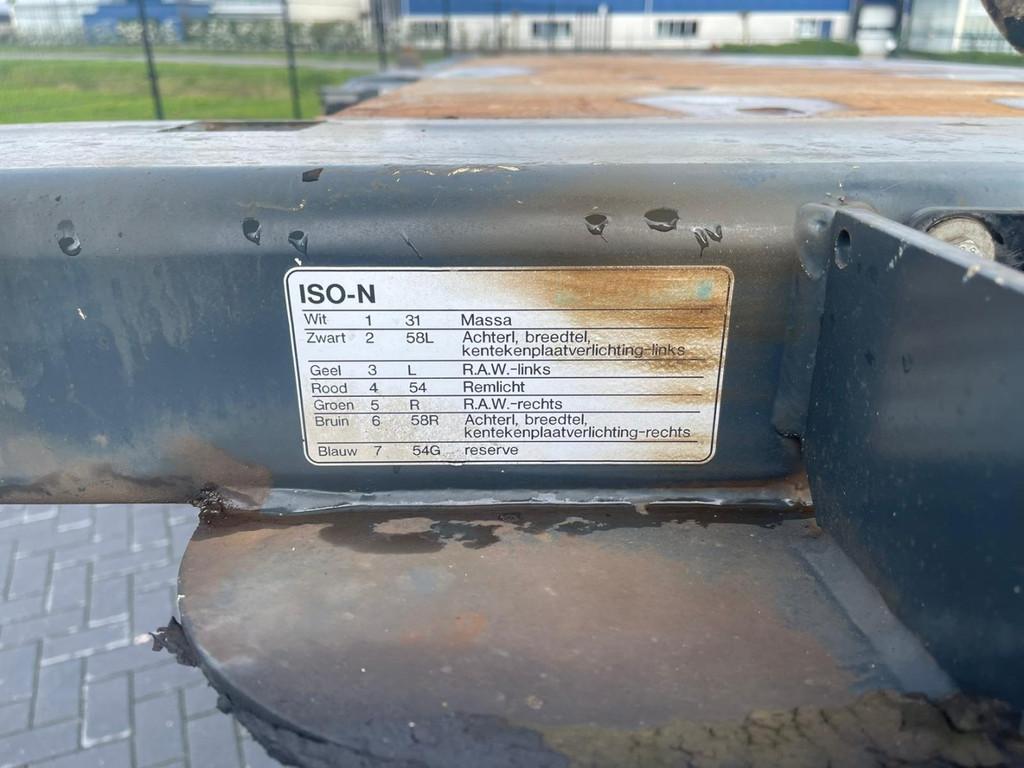 ISO-N
Wit 1 31 Massa
Zwart 2 58L Achterl, breedtel,
kentekenplaatverlichting-links
Geel 3 L R.A.W.-links
Rood 4 54 Remlicht
Groen 5 R R.A.W.-rechts
Bruin 6 58R Achterl, breedtel,
kentekenplaatverlichting-rechts
Blauw 7 54G reserve